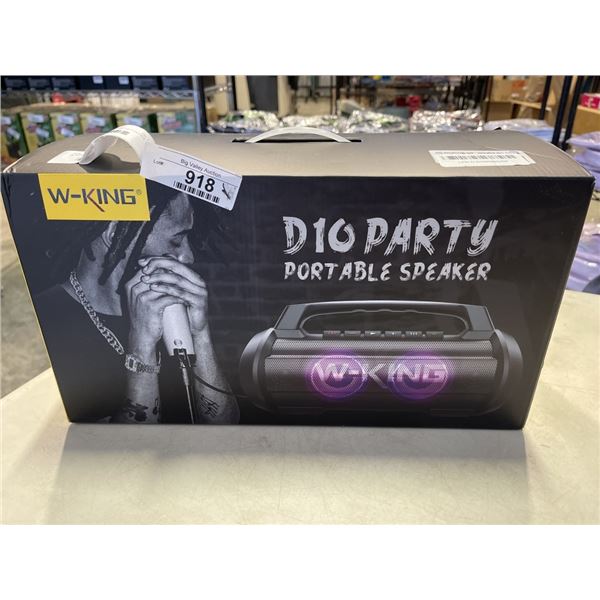 Big Valley Auction
Lot#
918
W-KING®
D10 PARTY
PORTABLE SPEAKER
W-KING